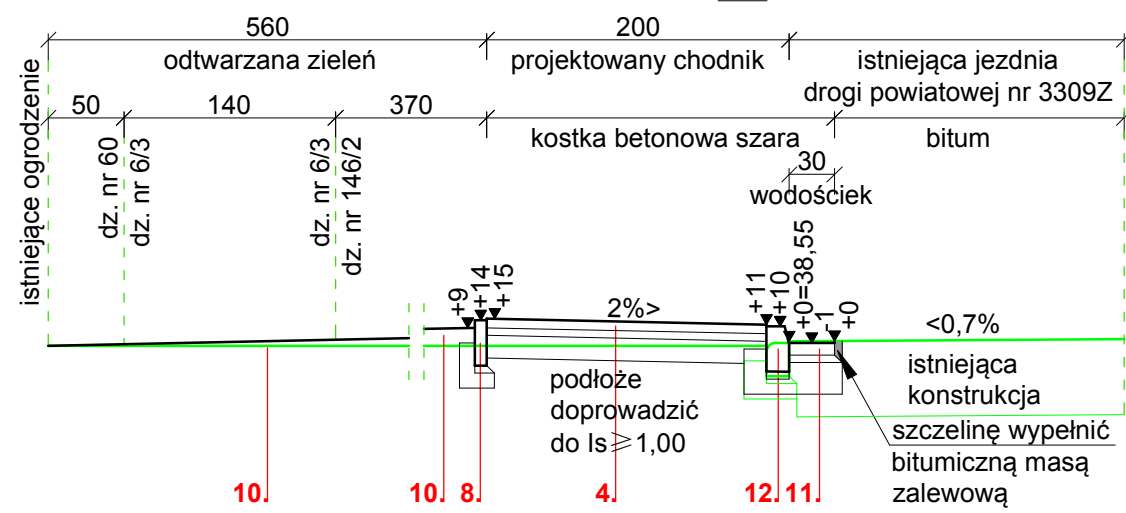 560
200
odtwarzana zieleń
projektowany chodnik
istniejąca jezdnia
drogi powiatowej nr 3309Z
istniejące ogrodzenie
50
140
370
kostka betonowa szara
bitum
dz. nr 60
dz. nr 6/3
dz. nr 6/3
dz. nr 146/2
30
wodościek
+9
+14
+15
2%>
+11
+10
+0=38,55
-1
+0
<0,7%
istniejąca
konstrukcja
podłoże
doprowadzić
do Is ⩾ 1,00
szczelinę wypełnić
bitumiczną masą
zalewową
10.
10.
8.
4.
12.
11.